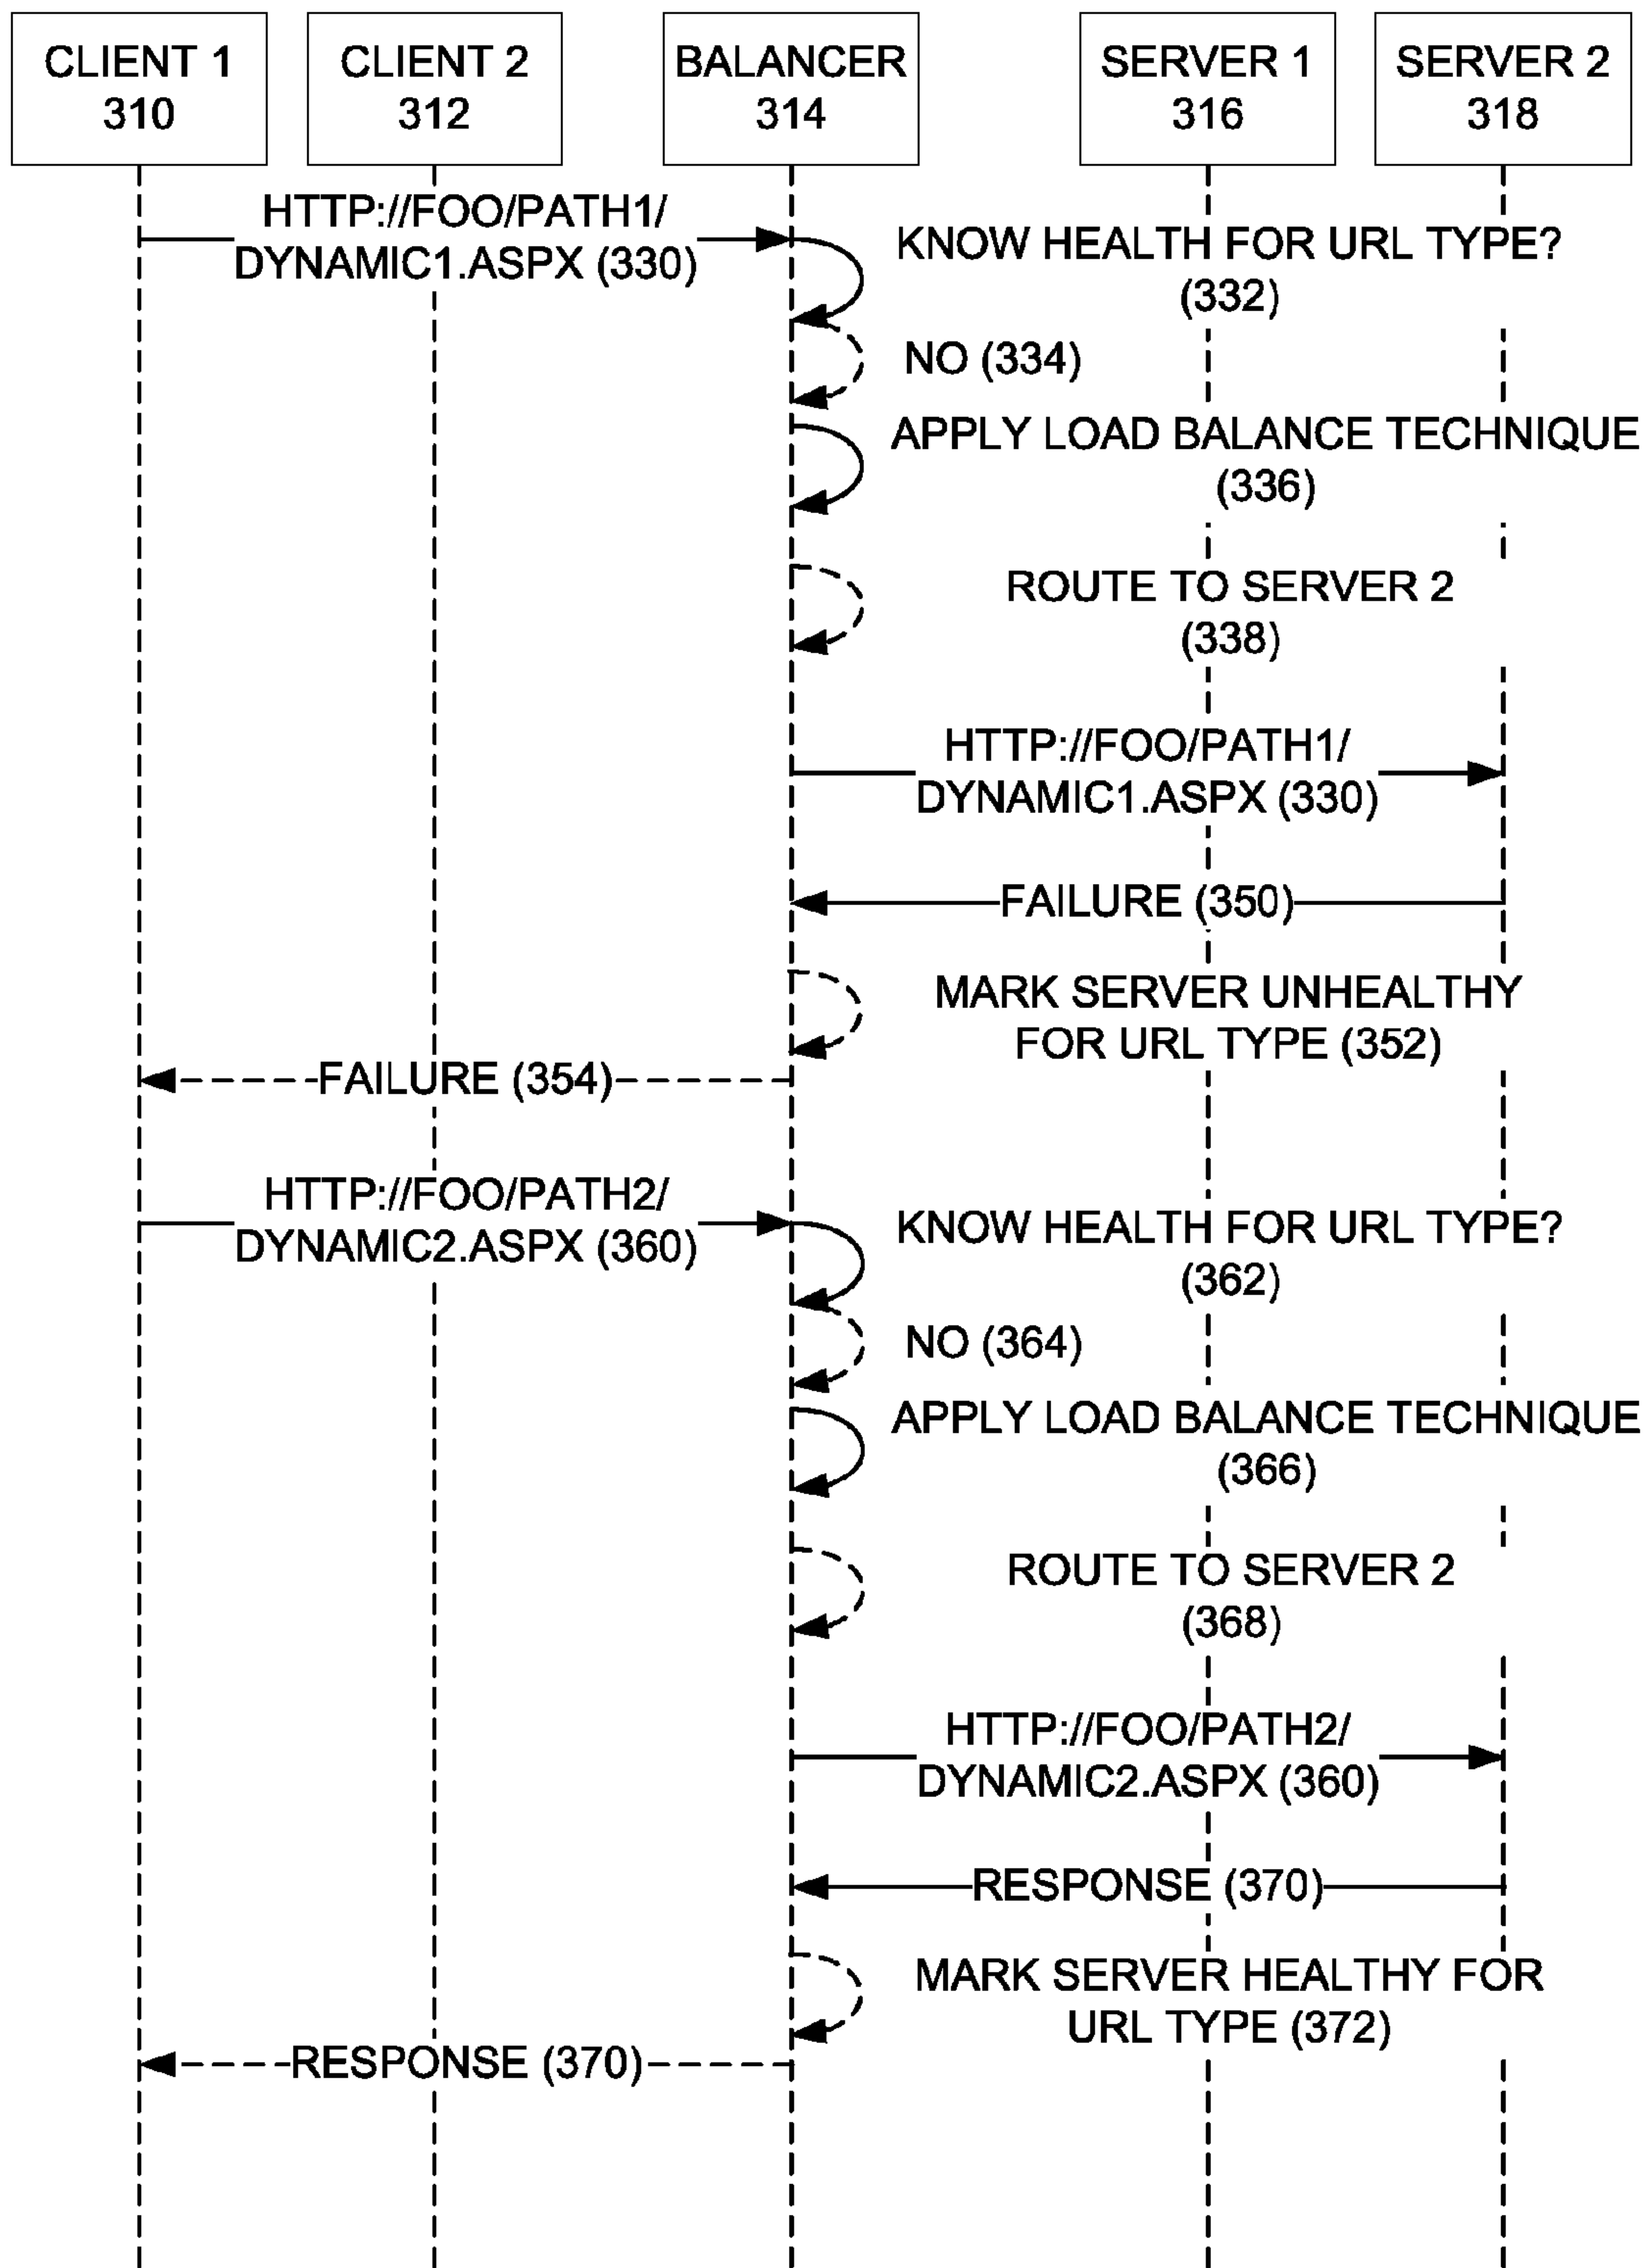 CLIENT 1
310
CLIENT 2
312
BALANCER
314
SERVER 1
316
SERVER 2
318
HTTP://FOO/PATH1/
DYNAMIC1.ASPX (330)
KNOW HEALTH FOR URL TYPE?
(332)
NO (334)
APPLY LOAD BALANCE TECHNIQUE
(336)
ROUTE TO SERVER 2
(338)
HTTP://FOO/PATH1/
DYNAMIC1.ASPX (330)
FAILURE (350)
MARK SERVER UNHEALTHY
FOR URL TYPE (352)
FAILURE (354)
HTTP://FOO/PATH2/
DYNAMIC2.ASPX (360)
KNOW HEALTH FOR URL TYPE?
(362)
NO (364)
APPLY LOAD BALANCE TECHNIQUE
(366)
ROUTE TO SERVER 2
(368)
HTTP://FOO/PATH2/
DYNAMIC2.ASPX (360)
RESPONSE (370)
MARK SERVER HEALTHY FOR
URL TYPE (372)
RESPONSE (370)